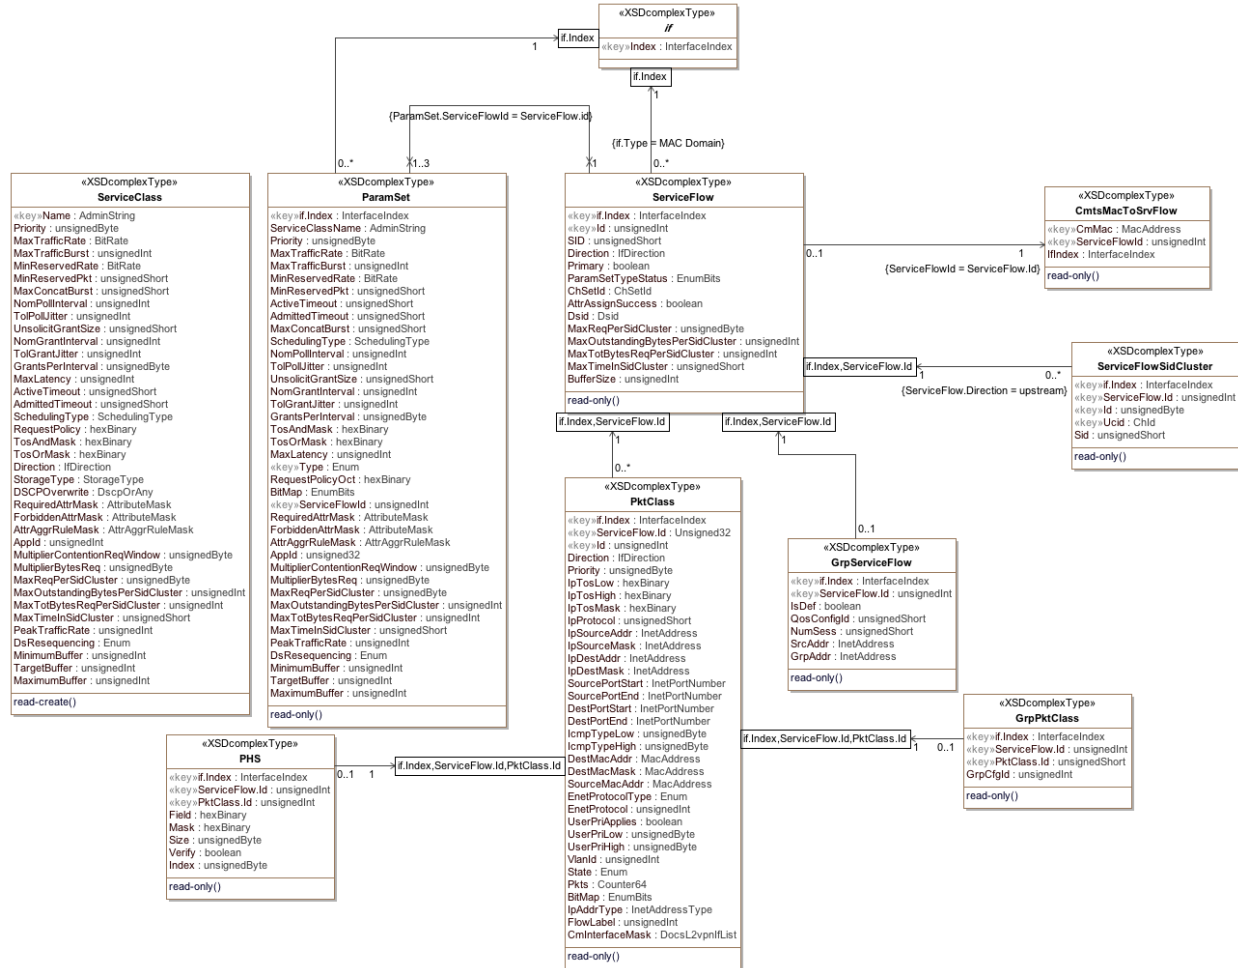 «XSDcomplexType»
if
«key»Index : InterfaceIndex
if.Index
1
if.Index
1
{ParamSet.ServiceFlowId = ServiceFlow.id}
{if.Type = MAC Domain}
0..*
1..3
1
0..*
«XSDcomplexType»
ServiceClass
«key»Name : AdminString
Priority : unsignedByte
MaxTrafficRate : BitRate
MaxTrafficBurst : unsignedInt
MinReservedRate : BitRate
MinReservedPkt : unsignedShort
MaxConcatBurst : unsignedShort
NomPollInterval : unsignedInt
TolPollJitter : unsignedInt
UnsolicitGrantSize : unsignedShort
NomGrantInterval : unsignedInt
TolGrantJitter : unsignedInt
GrantsPerInterval : unsignedByte
MaxLatency : unsignedInt
ActiveTimeout : unsignedShort
AdmittedTimeout : unsignedShort
SchedulingType : SchedulingType
RequestPolicy : hexBinary
TosAndMask : hexBinary
TosOrMask : hexBinary
Direction : IfDirection
StorageType : StorageType
DSCPOverwrite : DscpOrAny
RequiredAttrMask : AttributeMask
ForbiddenAttrMask : AttributeMask
AttrAggrRuleMask : AttrAggrRuleMask
AppId : unsignedInt
MultiplierContentionReqWindow : unsignedByte
MultiplierBytesReq : unsignedByte
MaxReqPerSidCluster : unsignedByte
MaxOutstandingBytesPerSidCluster : unsignedInt
MaxTotBytesReqPerSidCluster : unsignedInt
MaxTimeInSidCluster : unsignedShort
PeakTrafficRate : unsignedInt
DsResequencing : Enum
MinimumBuffer : unsignedInt
TargetBuffer : unsignedInt
MaximumBuffer : unsignedInt
read-create()
«XSDcomplexType»
ParamSet
«key»if.Index : InterfaceIndex
ServiceClassName : AdminString
Priority : unsignedByte
MaxTrafficRate : BitRate
MaxTrafficBurst : unsignedInt
MinReservedRate : BitRate
MinReservedPkt : unsignedShort
ActiveTimeout : unsignedShort
AdmittedTimeout : unsignedShort
MaxConcatBurst : unsignedShort
SchedulingType : SchedulingType
NomPollInterval : unsignedInt
TolPollJitter : unsignedInt
UnsolicitGrantSize : unsignedShort
NomGrantInterval : unsignedInt
TolGrantJitter : unsignedInt
GrantsPerInterval : unsignedByte
TosAndMask : hexBinary
TosOrMask : hexBinary
MaxLatency : unsignedInt
«key»Type : Enum
RequestPolicyOct : hexBinary
BitMap : EnumBits
«key»ServiceFlowId : unsignedInt
RequiredAttrMask : AttributeMask
ForbiddenAttrMask : AttributeMask
AttrAggrRuleMask : AttrAggrRuleMask
AppId : unsigned32
MultiplierContentionReqWindow : unsignedByte
MultiplierBytesReq : unsignedByte
MaxReqPerSidCluster : unsignedByte
MaxOutstandingBytesPerSidCluster : unsignedInt
MaxTotBytesReqPerSidCluster : unsignedInt
MaxTimeInSidCluster : unsignedShort
PeakTrafficRate : unsignedInt
DsResequencing : Enum
MinimumBuffer : unsignedInt
TargetBuffer : unsignedInt
MaximumBuffer : unsignedInt
read-only()
«XSDcomplexType»
ServiceFlow
«key»if.Index : InterfaceIndex
«key»Id : unsignedInt
SID : unsignedShort
Direction : IfDirection
Primary : boolean
ParamSetTypeStatus : EnumBits
ChSetId : ChSetId
AttrAssignSuccess : boolean
Dsid : Dsid
MaxReqPerSidCluster : unsignedByte
MaxOutstandingBytesPerSidCluster : unsignedInt
MaxTotBytesReqPerSidCluster : unsignedInt
MaxTimeInSidCluster : unsignedShort
BufferSize : unsignedInt
read-only()
«XSDcomplexType»
CmtsMacToSrvFlow
«key»CmMac : MacAddress
«key»ServiceFlowId : unsignedInt
IfIndex : InterfaceIndex
read-only()
0..1
1
{ServiceFlowId = ServiceFlow.Id}
«XSDcomplexType»
ServiceFlowSidCluster
«key»if.Index : InterfaceIndex
«key»ServiceFlow.Id : unsignedInt
«key»Id : unsignedByte
«key»Ucid : ChId
Sid : unsignedShort
read-only()
if.Index,ServiceFlow.Id
1
0..*
{ServiceFlow.Direction = upstream}
if.Index,ServiceFlow.Id
1
0..*
if.Index,ServiceFlow.Id
1
0..1
«XSDcomplexType»
PktClass
«key»if.Index : InterfaceIndex
«key»ServiceFlow.Id : Unsigned32
«key»Id : unsignedInt
Direction : IfDirection
Priority : unsignedByte
IpTosLow : hexBinary
IpTosHigh : hexBinary
IpTosMask : hexBinary
IpProtocol : unsignedShort
IpSourceAddr : InetAddress
IpSourceMask : InetAddress
IpDestAddr : InetAddress
IpDestMask : InetAddress
SourcePortStart : InetPortNumber
SourcePortEnd : InetPortNumber
DestPortStart : InetPortNumber
DestPortEnd : InetPortNumber
IcmpTypeLow : unsignedByte
IcmpTypeHigh : unsignedByte
DestMacAddr : MacAddress
DestMacMask : MacAddress
SourceMacAddr : MacAddress
EnetProtocolType : Enum
EnetProtocol : unsignedInt
UserPriApplies : boolean
UserPriLow : unsignedByte
UserPriHigh : unsignedByte
VlanId : unsignedInt
State : Enum
Pkts : Counter64
BitMap : EnumBits
IpAddrType : InetAddressType
FlowLabel : unsignedInt
CmInterfaceMask : DocsL2vpnIfList
read-only()
«XSDcomplexType»
GrpServiceFlow
«key»if.Index : InterfaceIndex
«key»ServiceFlow.Id : unsignedInt
IsDef : boolean
QosConfigId : unsignedShort
NumSess : unsignedShort
SrcAddr : InetAddress
GrpAddr : InetAddress
read-only()
«XSDcomplexType»
GrpPktClass
«key»if.Index : InterfaceIndex
«key»ServiceFlow.Id : unsignedInt
«key»PktClass.Id : unsignedShort
GrpCfgId : unsignedInt
read-only()
if.Index,ServiceFlow.Id,PktClass.Id
1
0..1
«XSDcomplexType»
PHS
«key»if.Index : InterfaceIndex
«key»ServiceFlow.Id : unsignedInt
«key»PktClass.Id : unsignedInt
Field : hexBinary
Mask : hexBinary
Size : unsignedByte
Verify : boolean
Index : unsignedByte
read-only()
0..1
1
if.Index,ServiceFlow.Id,PktClass.Id